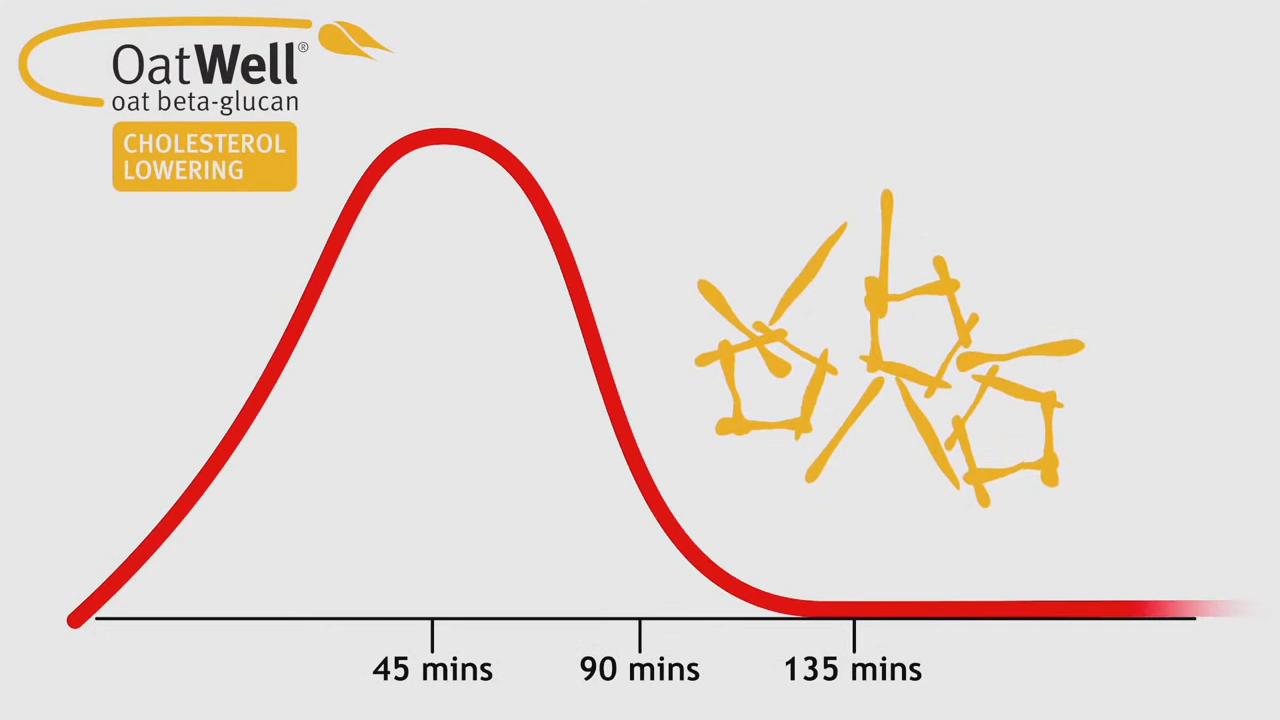 OatWell®
oat beta-glucan
CHOLESTEROL
LOWERING
45 mins
90 mins
135 mins